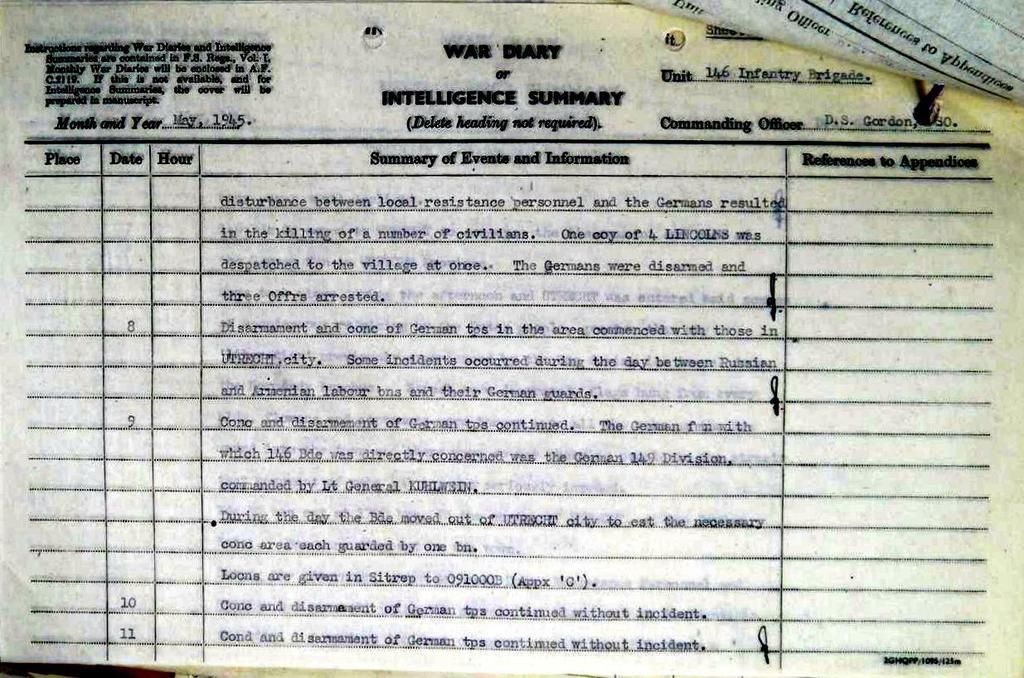 References to Appendices
Officer
Instructions regarding War Diaries and Intelligence
Summaries are contained in F.S. Regs., Vol. I.
Monthly War Diaries will be enclosed in A.F.
C.2118. If this is not available, and for
Intelligence Summaries, the cover will be
prepared in manuscript.
Month and Year May, 1945.
WAR DIARY
or
INTELLIGENCE SUMMARY
(Delete heading not required).
Unit 146 Infantry Brigade.
Commanding Officer D.S. Gordon,
Place Date Hour Summary of Events and Information References to Appendices
disturbance between local resistance personnel and the Germans resulted
in the killing of a number of civilians. One coy of 4 LINCOLNS was
despatched to the village at once. The Germans were disarmed and
three Offrs arrested.
8 Disarmament and conc of German tps in the area commenced with those in
UTRECHT city. Some incidents occurred during the day between Russian
and Armenian labour bns and their German guards.
9 Conc and disarmement of German tps continued. The German with
which 146 Bde was directly concerned was the German 149 Division,
commanded by Lt General KUHLWEIN.
During the day the Bde moved out of UTRECHT city to est the necessary
conc area each guarded by one bn.
Locns are given in Sitrep to 091000B (Appx 'C').
10 Conc and disarmament of German tps continued without incident.
11 Cond and disarmament of German tps continued without incident.